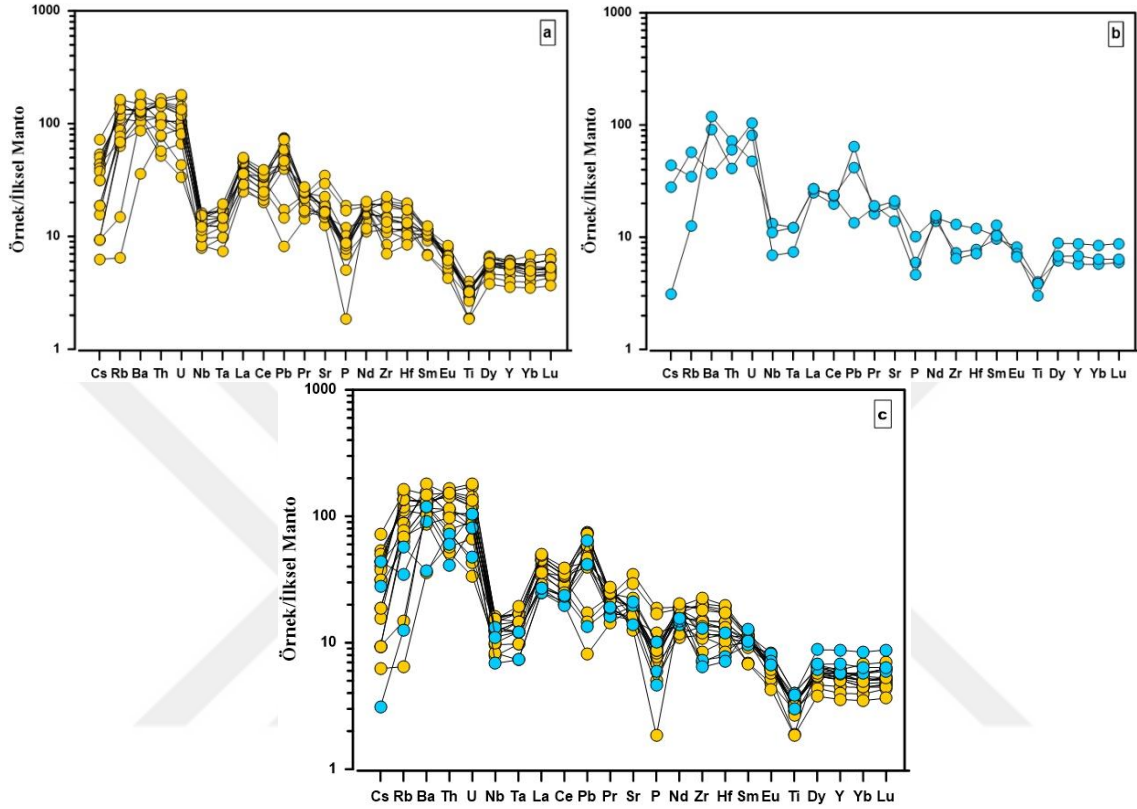 a
Örnek/İlksel Manto
1000
100
10
1
Cs Rb Ba Th U Nb Ta La Ce Pb Pr Sr P Nd Zr Hf Sm Eu Ti Dy Y Yb Lu
b
Örnek/İlksel Manto
1000
100
10
1
Cs Rb Ba Th U Nb Ta La Ce Pb Pr Sr P Nd Zr Hf Sm Eu Ti Dy Y Yb Lu
c
Örnek/İlksel Manto
1000
100
10
1
Cs Rb Ba Th U Nb Ta La Ce Pb Pr Sr P Nd Zr Hf Sm Eu Ti Dy Y Yb Lu